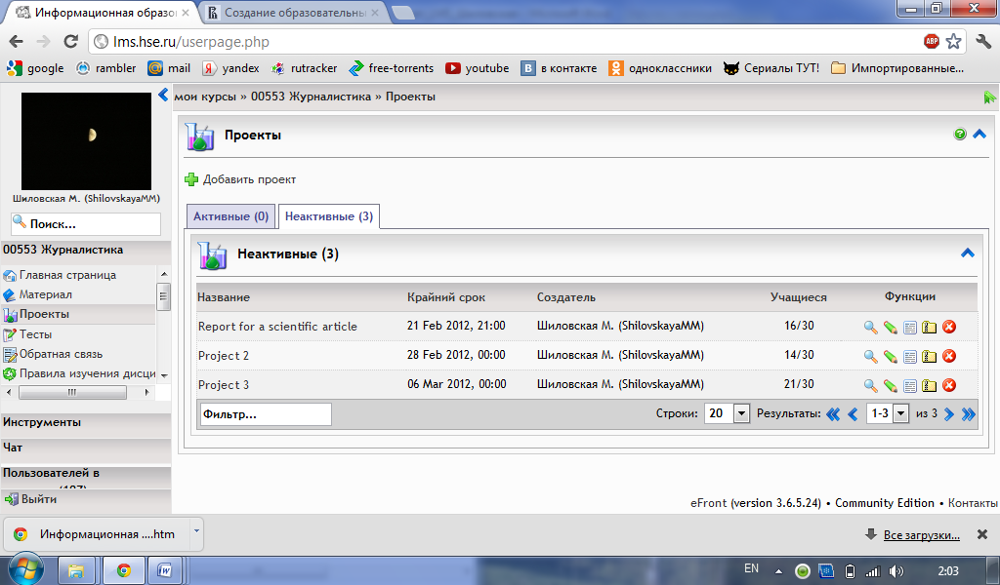 Информационная образо
Создание образовательны
lms.hse.ru/userpage.php
ABP
google rambler mail yandex rutracker free-torrents youtube в контакте одноклассники Сериалы ТУТ! Импортированные...
мои курсы » 00553 Журналистика » Проекты
Шиловская М. (ShilovskayaMM)
Поиск...
00553 Журналистика
Главная страница
Материал
Проекты
Тесты
Обратная связь
Правила изучения дисци
Инструменты
Чат
Пользователей в
Выйти
Проекты
Добавить проект
Активные (0) Неактивные (3)
Неактивные (3)
Название Крайний срок Создатель Учащиеся Функции
Report for a scientific article 21 Feb 2012, 21:00 Шиловская М. (ShilovskayaMM) 16/30
Project 2 28 Feb 2012, 00:00 Шиловская М. (ShilovskayaMM) 14/30
Project 3 06 Mar 2012, 00:00 Шиловская М. (ShilovskayaMM) 21/30
Фильтр... Строки: 20 Результаты: 1-3 из 3
eFront (version 3.6.5.24) • Community Edition • Контакты
Информационная ....htm Все загрузки...
EN 2:03